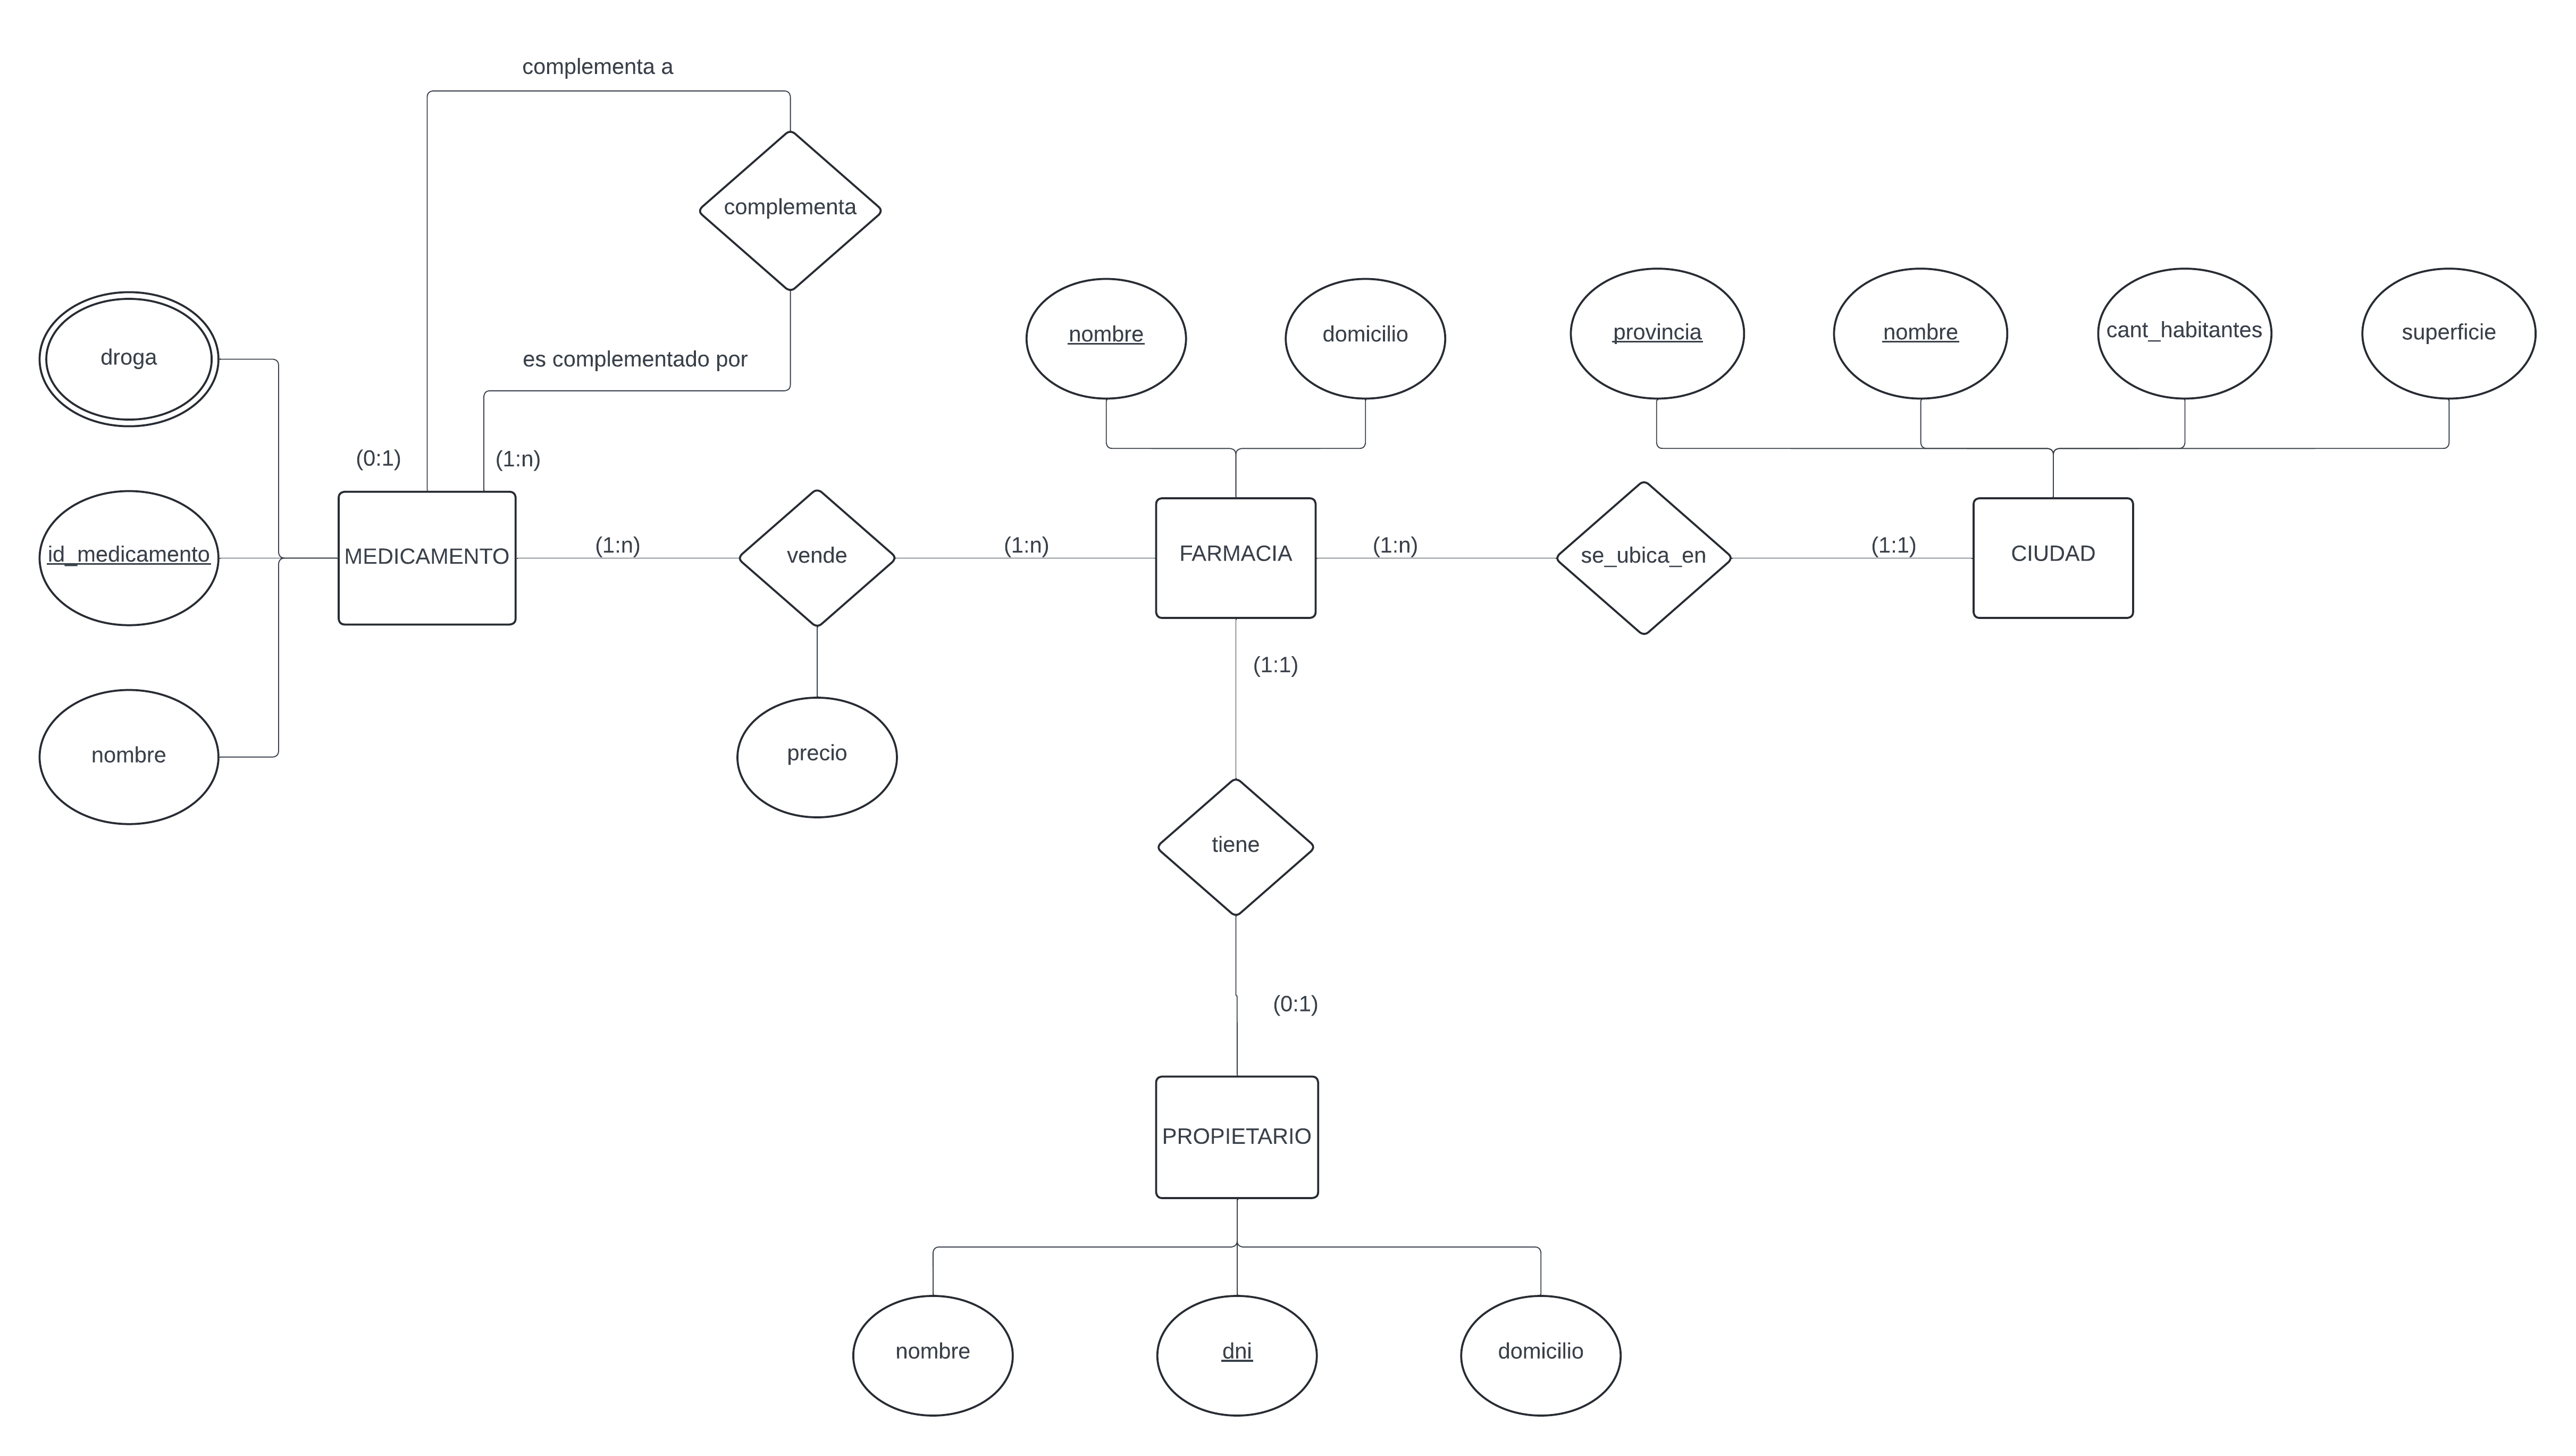 complementa a
complementa
es complementado por
droga
id_medicamento
nombre
(0:1)
(1:n)
MEDICAMENTO
(1:n)
vende
(1:n)
precio
nombre
domicilio
FARMACIA
(1:n)
se_ubica_en
(1:1)
provincia
nombre
cant_habitantes
superficie
CIUDAD
(1:1)
tiene
(0:1)
PROPIETARIO
nombre
dni
domicilio